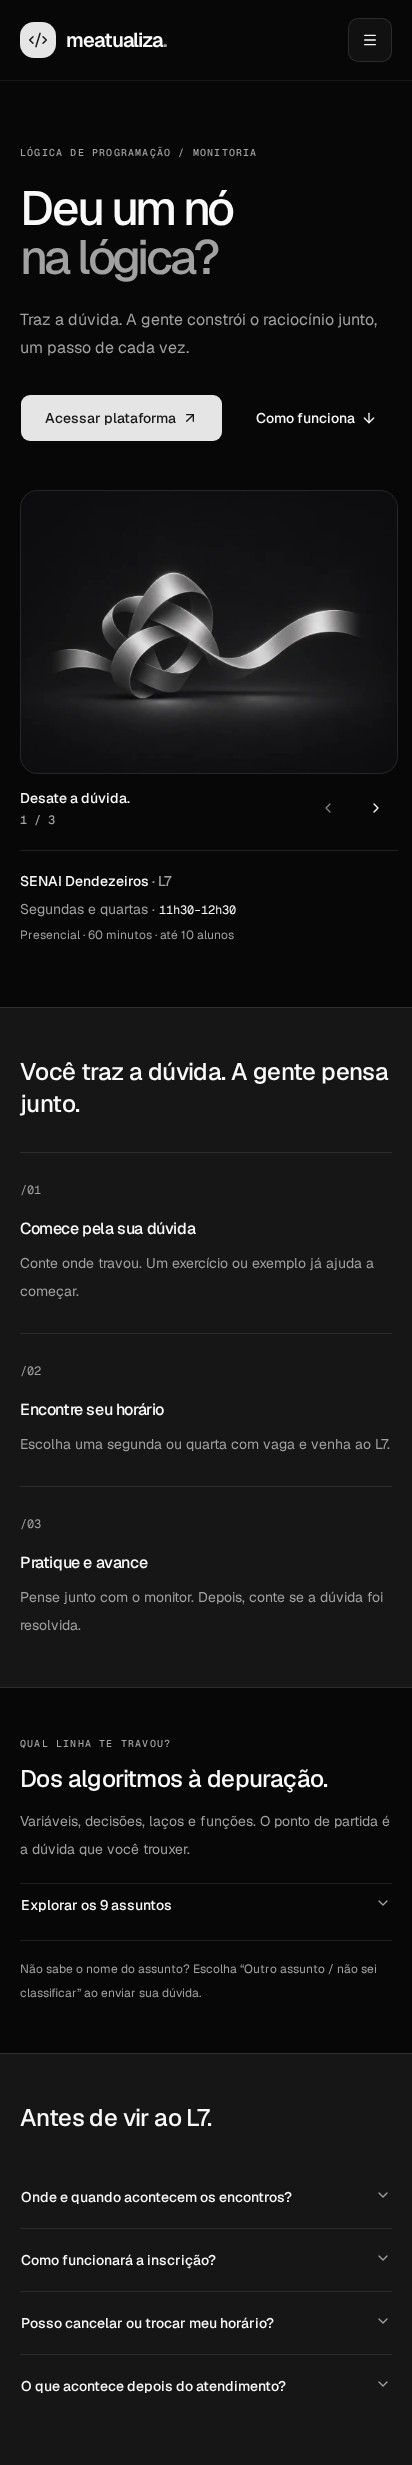 meatualiza.
LÓGICA DE PROGRAMAÇÃO / MONITORIA
Deu um nó
na lógica?
Traz a dúvida. A gente constrói o raciocínio junto,
um passo de cada vez.
Acessar plataforma
Como funciona
Desate a dúvida.
1 / 3
SENAI Dendezeiros · L7
Segundas e quartas · 11h30–12h30
Presencial · 60 minutos · até 10 alunos
Você traz a dúvida. A gente pensa
junto.
/01
Comece pela sua dúvida
Conte onde travou. Um exercício ou exemplo já ajuda a
começar.
/02
Encontre seu horário
Escolha uma segunda ou quarta com vaga e venha ao L7.
/03
Pratique e avance
Pense junto com o monitor. Depois, conte se a dúvida foi
resolvida.
QUAL LINHA TE TRAVOU?
Dos algoritmos à depuração.
Variáveis, decisões, laços e funções. O ponto de partida é
a dúvida que você trouxer.
Explorar os 9 assuntos
Não sabe o nome do assunto? Escolha “Outro assunto / não sei
classificar” ao enviar sua dúvida.
Antes de vir ao L7.
Onde e quando acontecem os encontros?
Como funcionará a inscrição?
Posso cancelar ou trocar meu horário?
O que acontece depois do atendimento?